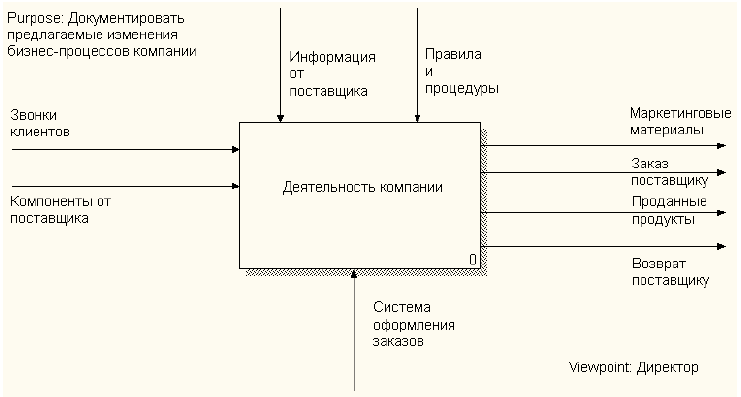 Purpose: Документировать
предлагаемые изменения
бизнес-процессов компании
Информация
от
поставщика
Правила
и
процедуры
Звонки
клиентов
Маркетинговые
материалы
Заказ
поставщику
Деятельность компании
Компоненты от
поставщика
Проданные
продукты
0
Возврат
поставщику
Система
оформления
заказов
Viewpoint: Директор